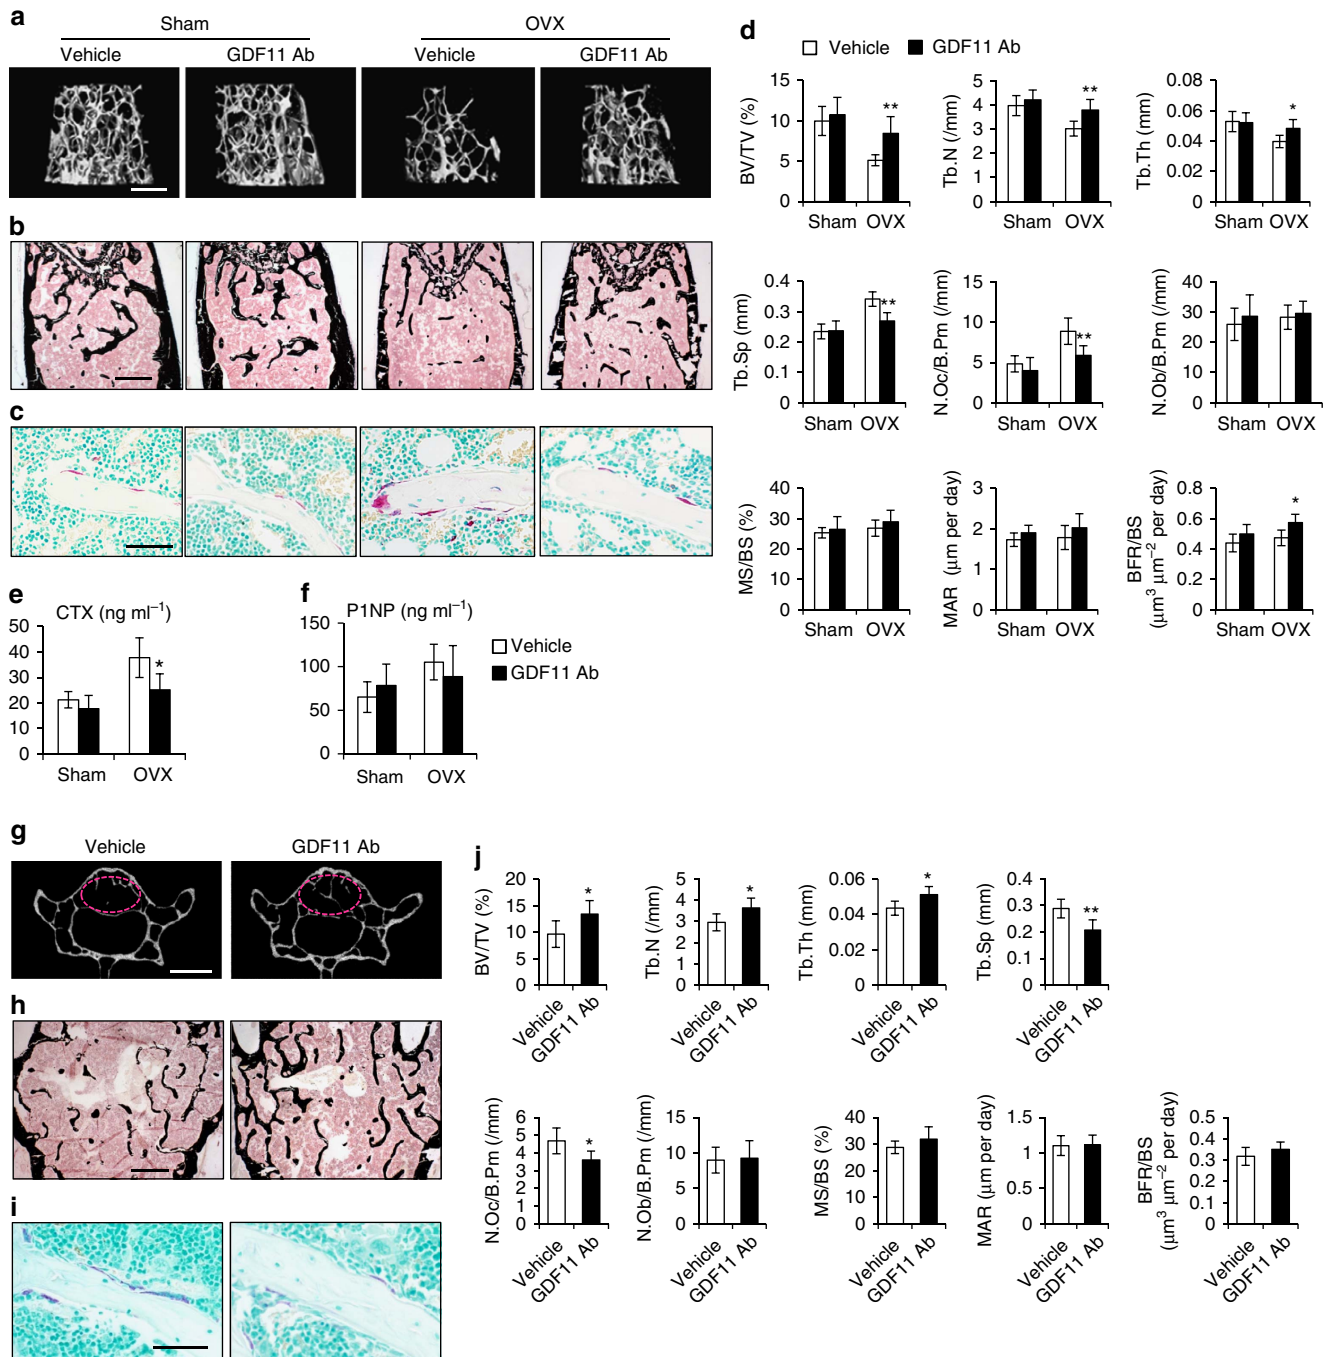 a
Sham
OVX
Vehicle
GDF11 Ab
Vehicle
GDF11 Ab
b
c
d
Vehicle
GDF11 Ab
BV/TV (%)
15
10
5
0
Sham
OVX
**
Tb.N (/mm)
5
4
3
2
1
0
Sham
OVX
**
Tb.Th (mm)
0.08
0.06
0.04
0.02
0
Sham
OVX
*
Tb.Sp (mm)
0.4
0.3
0.2
0.1
0
Sham
OVX
**
N.Oc/B.Pm (/mm)
15
10
5
0
Sham
OVX
**
N.Ob/B.Pm (/mm)
40
30
20
10
0
Sham
OVX
MS/BS (%)
40
30
20
10
0
Sham
OVX
MAR (μm per day)
3
2
1
0
Sham
OVX
BFR/BS
(μm³ μm⁻² per day)
0.8
0.6
0.4
0.2
0
Sham
OVX
*
e
CTX (ng ml⁻¹)
50
40
30
20
10
0
Sham
OVX
*
f
P1NP (ng ml⁻¹)
150
100
50
0
Sham
OVX
Vehicle
GDF11 Ab
g
Vehicle
GDF11 Ab
h
i
j
BV/TV (%)
20
15
10
5
0
Vehicle
GDF11 Ab
*
Tb.N (/mm)
5
4
3
2
1
0
Vehicle
GDF11 Ab
*
Tb.Th (mm)
0.06
0.04
0.02
0
Vehicle
GDF11 Ab
*
Tb.Sp (mm)
0.4
0.3
0.2
0.1
0
Vehicle
GDF11 Ab
**
N.Oc/B.Pm (/mm)
6
5
4
3
2
1
0
Vehicle
GDF11 Ab
*
N.Ob/B.Pm (/mm)
15
10
5
0
Vehicle
GDF11 Ab
MS/BS (%)
40
30
20
10
0
Vehicle
GDF11 Ab
MAR (μm per day)
1.5
1
0.5
0
Vehicle
GDF11 Ab
BFR/BS
(μm³ μm⁻² per day)
0.5
0.4
0.3
0.2
0.1
0
Vehicle
GDF11 Ab